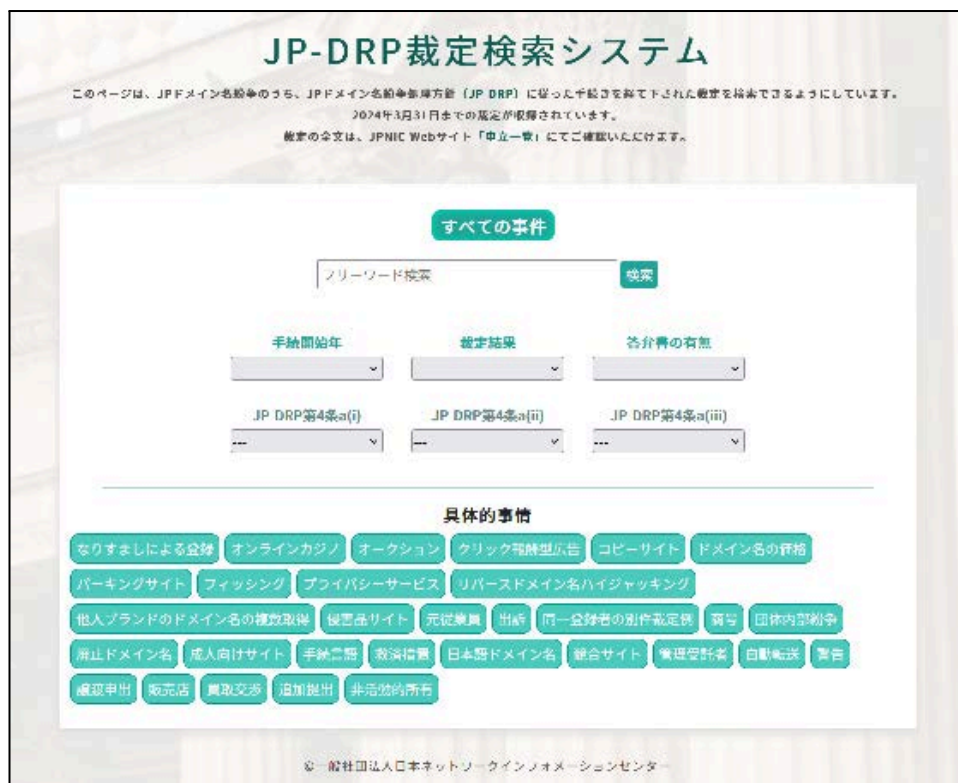 JP-DRP裁定検索システム
このページは、JPドメイン名紛争のうち、JPドメイン名紛争処理方針（JP DRP）に従った手続きを経て下された裁定を検索できるようにしています。
2024年3月31日までの裁定が収録されています。
裁定の全文は、JPNIC Webサイト「申立一覧」にてご確認いただけます。
すべての事件
フリーワード検索 検索
手続開始年 裁定結果 答弁書の有無
JP DRP第4条a(i) JP DRP第4条a(ii) JP DRP第4条a(iii)
--- --- ---
具体的事情
なりすましによる登録 オンラインカジノ オークション クリック報酬型広告 コピーサイト ドメイン名の価格
パーキングサイト フィッシング プライバシーサービス リバースドメイン名ハイジャッキング
他人ブランドのドメイン名の複数取得 侵害品サイト 元従業員 出訴 同一登録者の別件裁定例 商号 団体内部紛争
廃止ドメイン名 成人向けサイト 手続言語 救済措置 日本語ドメイン名 競合サイト 管理受託者 自動転送 警告
譲渡申出 販売店 買取交渉 追加提出 非活動的所有
©一般社団法人日本ネットワークインフォメーションセンター